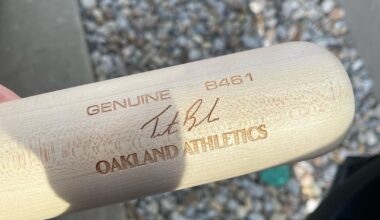 GENUINE B461
OAKLAND ATHLETICS